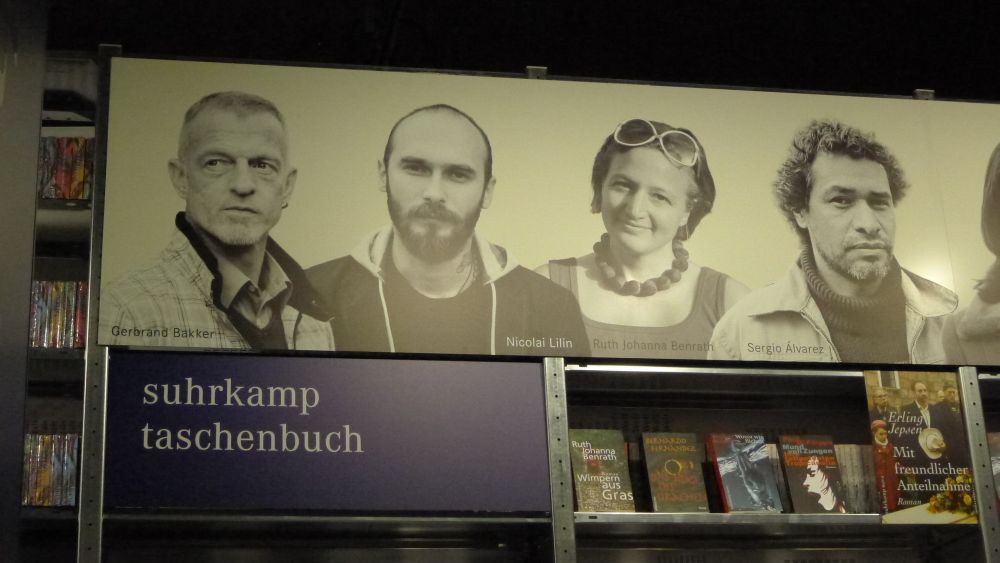 Gerbrand Bakker
Nicolai Lilin
Ruth Johanna Benrath
Sergio Álvarez
suhrkamp
taschenbuch
Ruth
Johanna
Benrath
Wimpern
aus
Gras
Erling
Jepsen
Mit
freundlicher
Anteilnahme
Roman